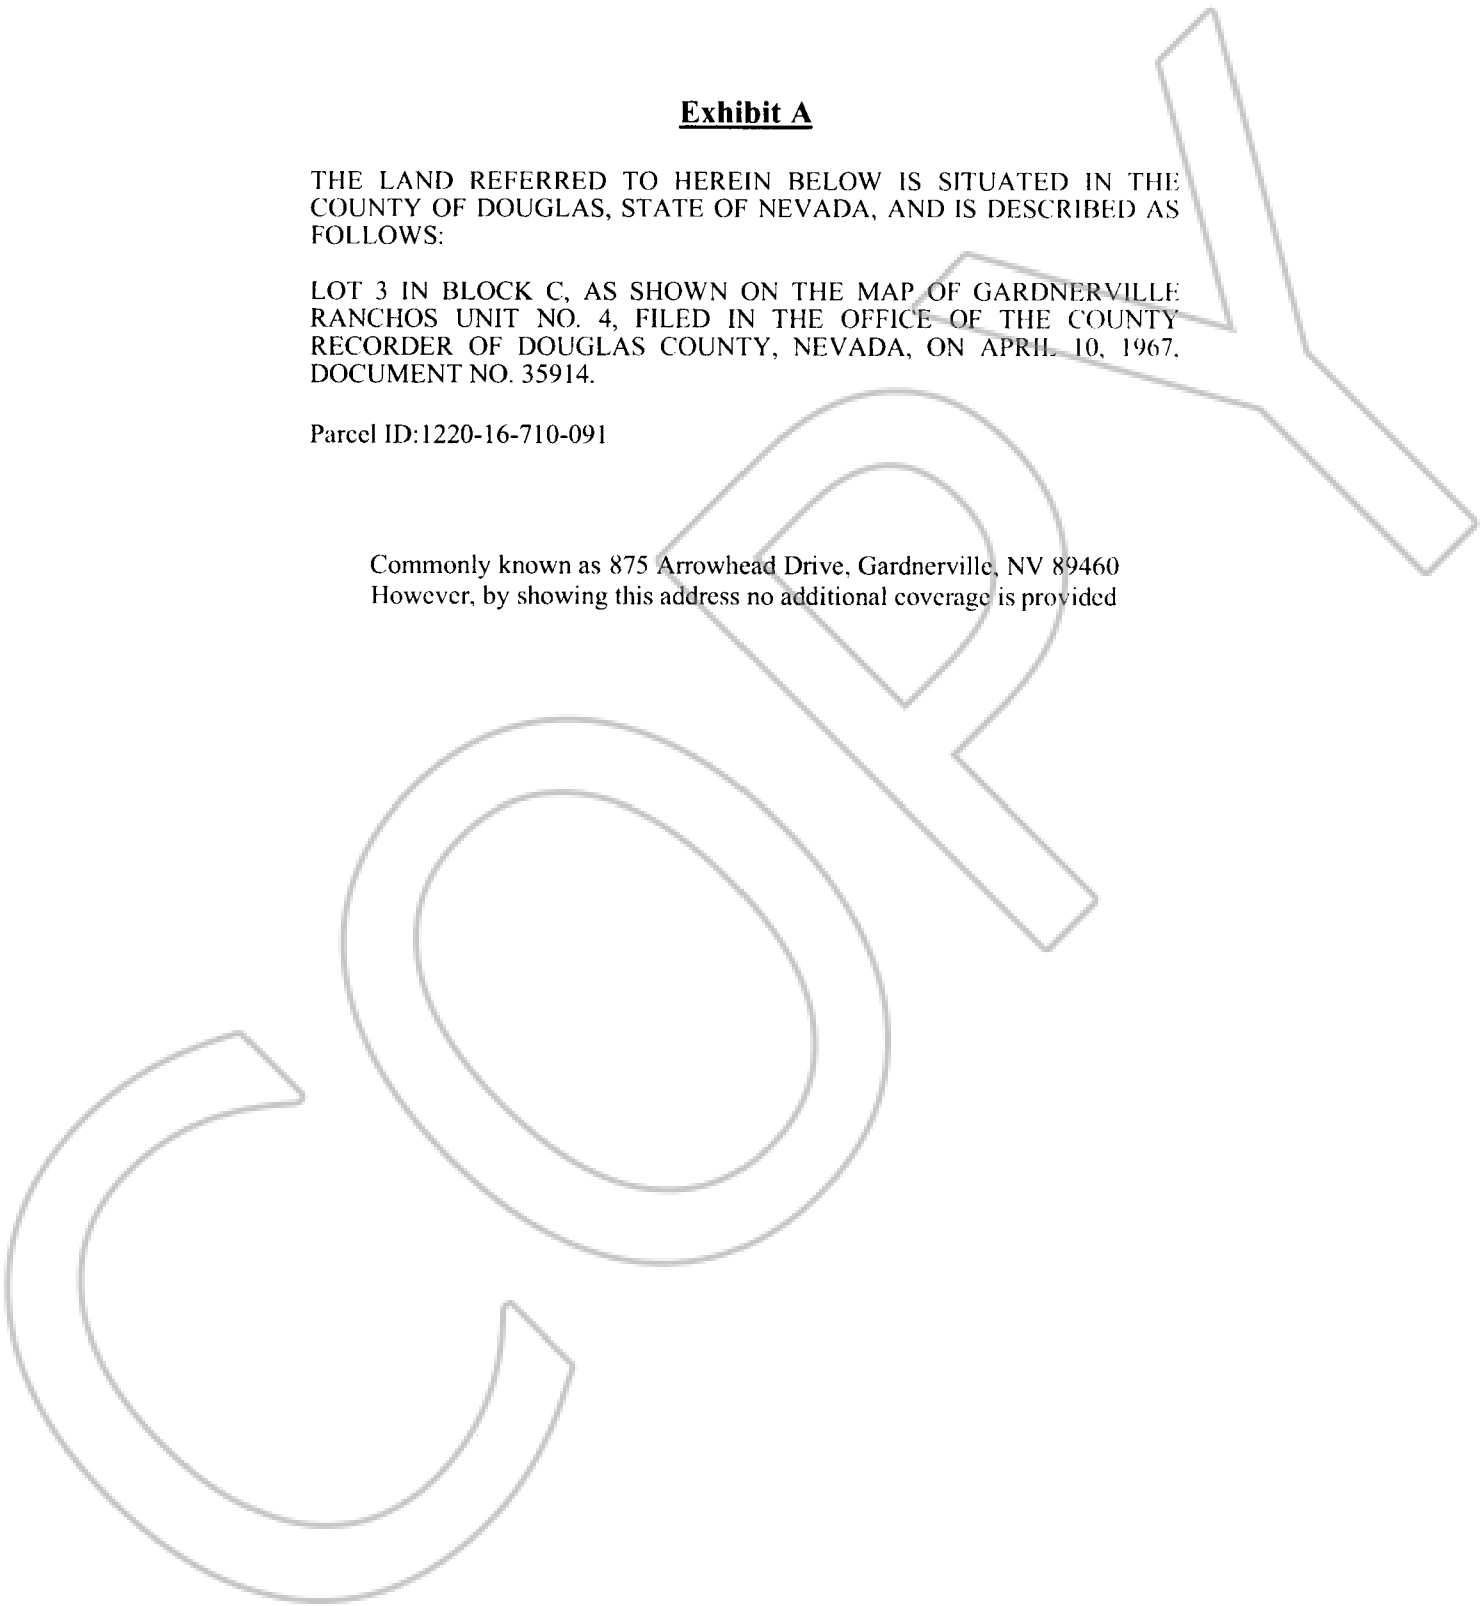 Exhibit A
THE LAND REFERRED TO HEREIN BELOW IS SITUATED IN THE
COUNTY OF DOUGLAS, STATE OF NEVADA, AND IS DESCRIBED AS
FOLLOWS:
LOT 3 IN BLOCK C, AS SHOWN ON THE MAP OF GARDNERVILLE
RANCHOS UNIT NO. 4, FILED IN THE OFFICE OF THE COUNTY
RECORDER OF DOUGLAS COUNTY, NEVADA, ON APRIL 10, 1967,
DOCUMENT NO. 35914.
Parcel ID:1220-16-710-091
Commonly known as 875 Arrowhead Drive, Gardnerville, NV 89460
However, by showing this address no additional coverage is provided
COPY